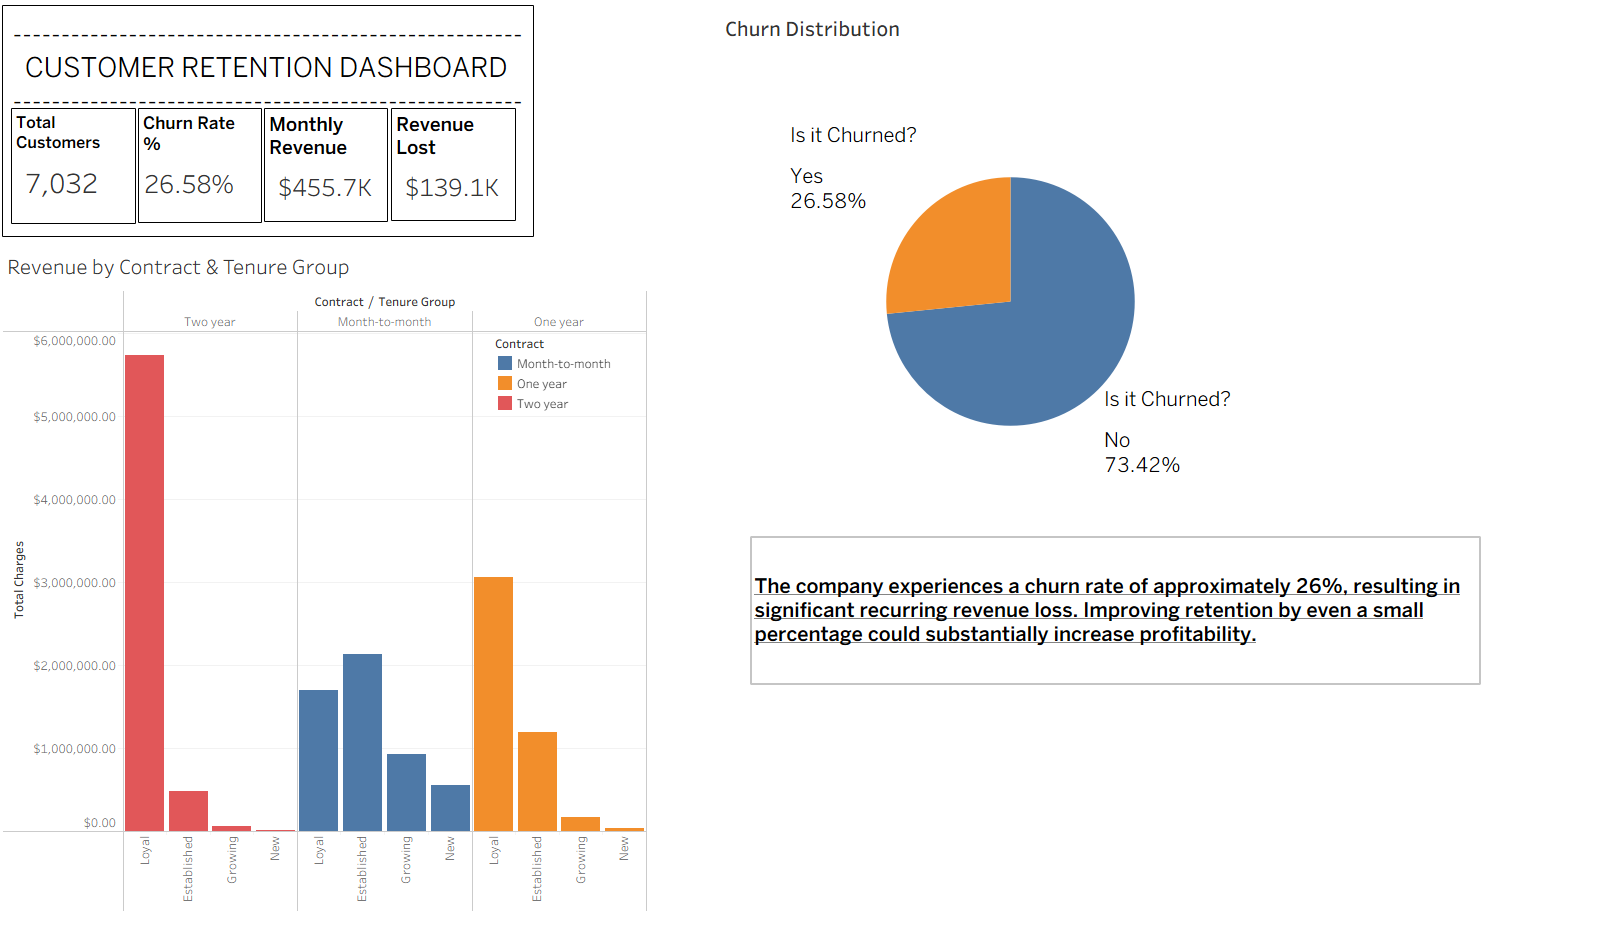 CUSTOMER RETENTION DASHBOARD
Total
Customers
7,032
Churn Rate
%
26.58%
Monthly
Revenue
$455.7K
Revenue
Lost
$139.1K
Revenue by Contract & Tenure Group
Contract / Tenure Group
Two year
Month-to-month
One year
Contract
Month-to-month
One year
Two year
Total Charges
$6,000,000.00
$5,000,000.00
$4,000,000.00
$3,000,000.00
$2,000,000.00
$1,000,000.00
$0.00
Loyal
Established
Growing
New
Loyal
Established
Growing
New
Loyal
Established
Growing
New
Churn Distribution
Is it Churned?
Yes
26.58%
Is it Churned?
No
73.42%
The company experiences a churn rate of approximately 26%, resulting in
significant recurring revenue loss. Improving retention by even a small
percentage could substantially increase profitability.